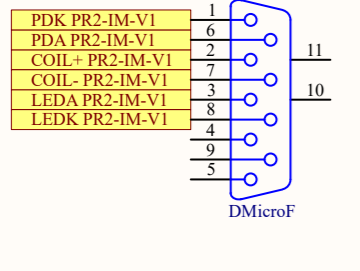 PDK PR2-IM-V1 1
PDA PR2-IM-V1 6
COIL+ PR2-IM-V1 2 11
COIL- PR2-IM-V1 7
LEDA PR2-IM-V1 3 10
LEDK PR2-IM-V1 8
4
9
5
DMicroF